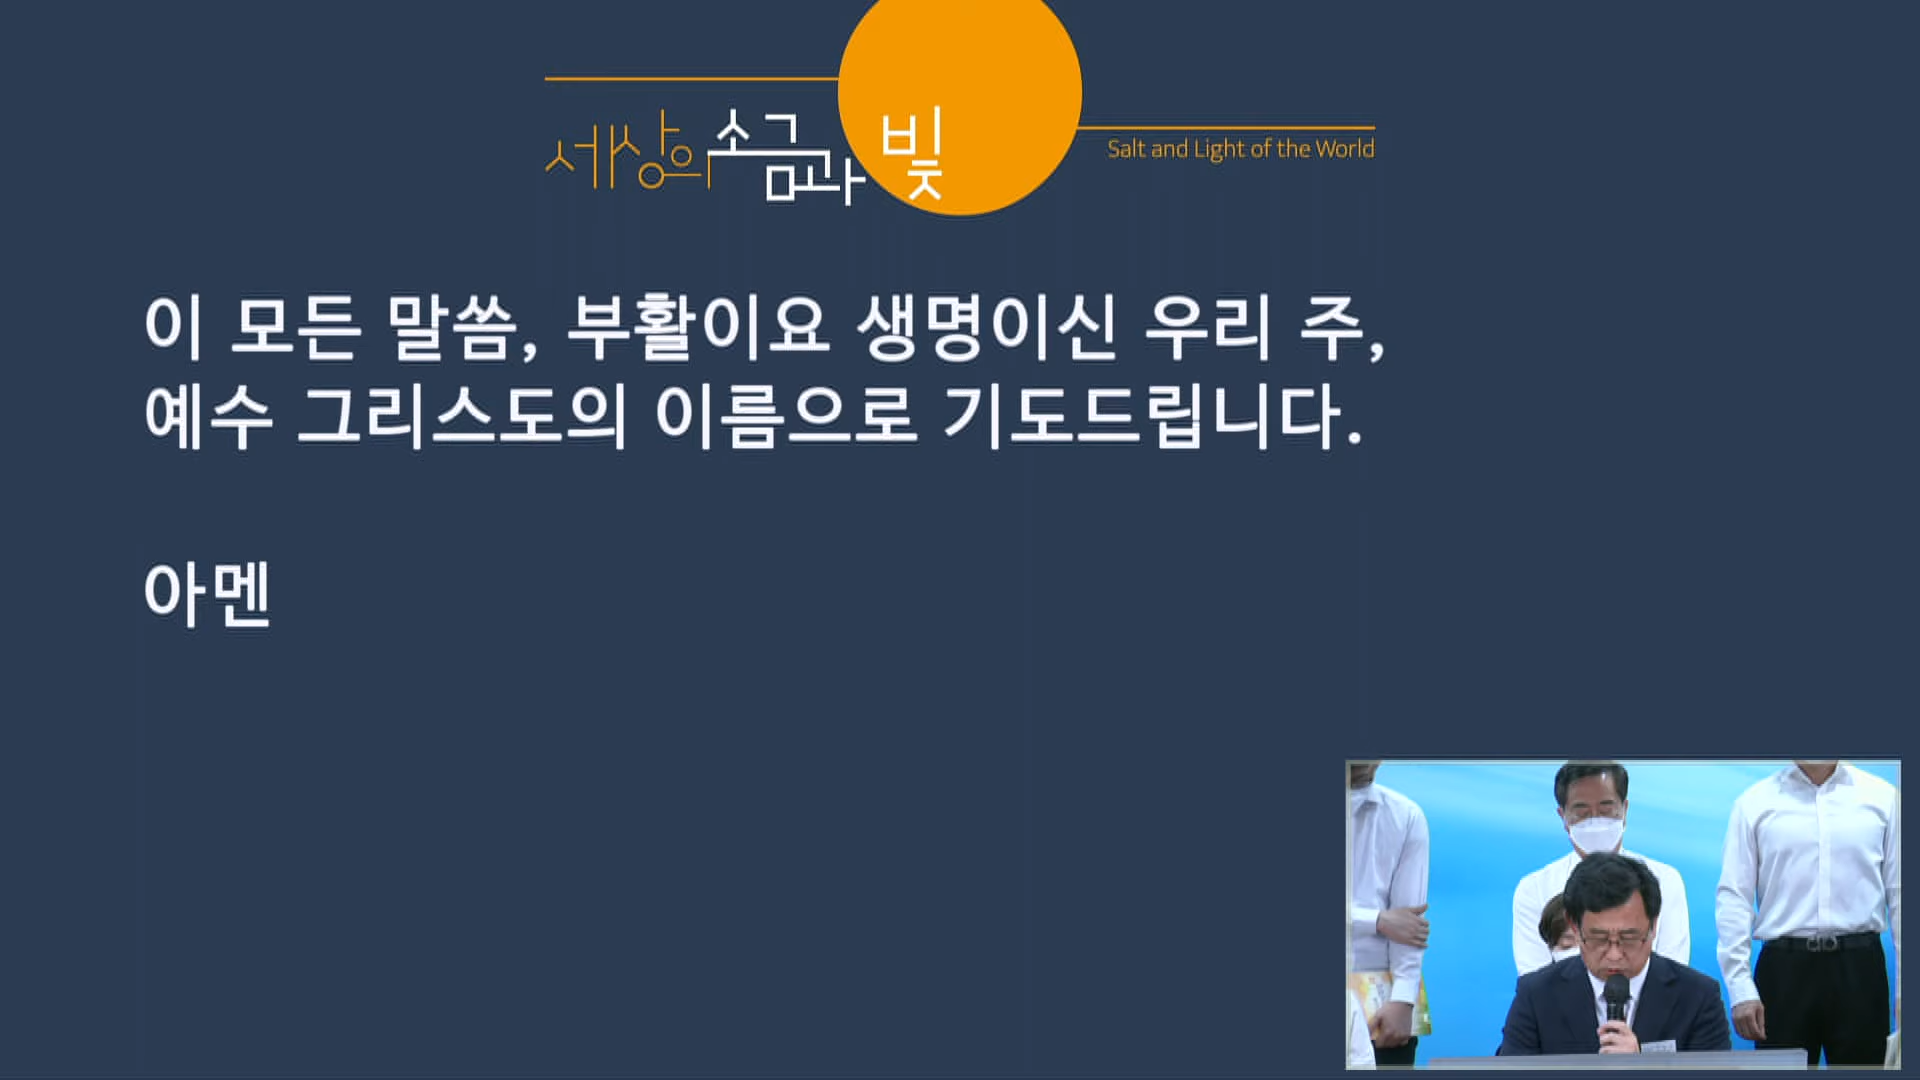 세상의 소금과 빛
Salt and Light of the World
이 모든 말씀, 부활이요 생명이신 우리 주,
예수 그리스도의 이름으로 기도드립니다.
아멘